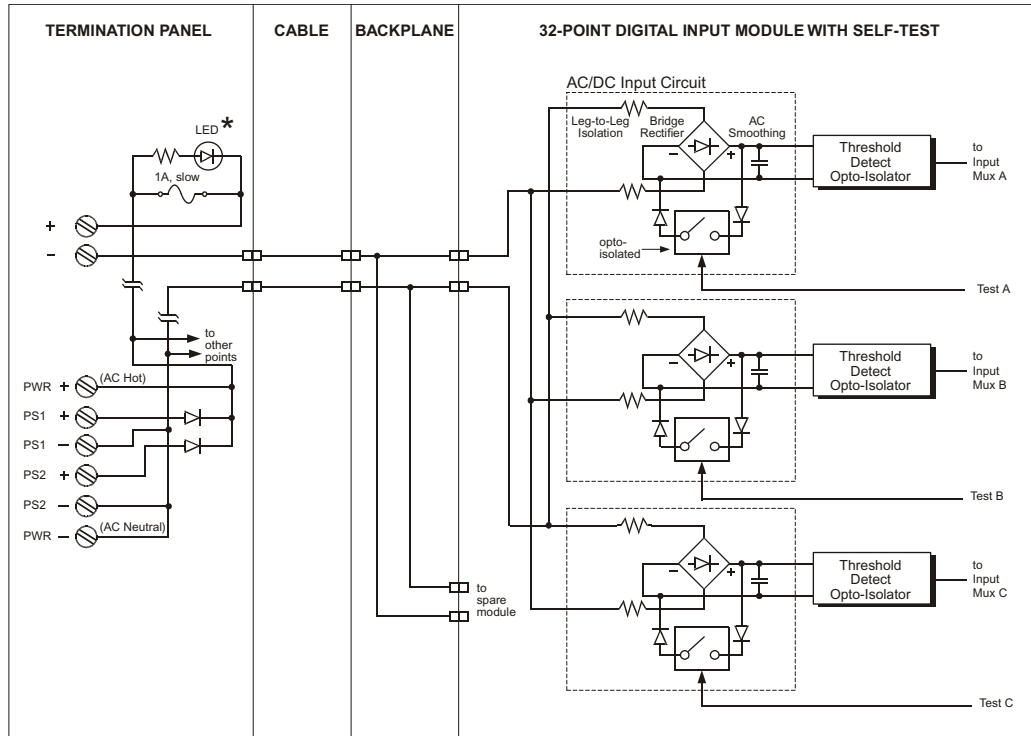 TERMINATION PANEL
CABLE
BACKPLANE
32-POINT DIGITAL INPUT MODULE WITH SELF-TEST
AC/DC Input Circuit
LED*
1A, slow
+
−
Leg-to-Leg
Isolation
Bridge
Rectifier
AC
Smoothing
−
+
Threshold
Detect
Opto-Isolator
to
Input
Mux A
opto-
isolated
Test A
to
other
points
PWR + (AC Hot)
PS1 +
PS1 −
PS2 +
PS2 −
PWR − (AC Neutral)
−
+
Threshold
Detect
Opto-Isolator
to
Input
Mux B
Test B
to
spare
module
−
+
Threshold
Detect
Opto-Isolator
to
Input
Mux C
Test C